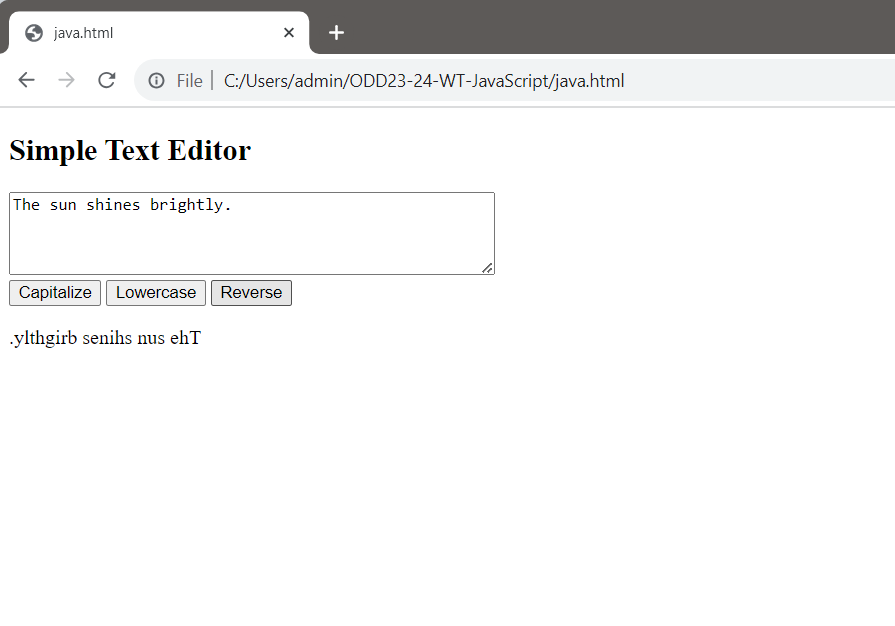 java.html
File | C:/Users/admin/ODD23-24-WT-JavaScript/java.html
Simple Text Editor
The sun shines brightly.
Capitalize Lowercase Reverse
.ylthgirb senihs nus ehT